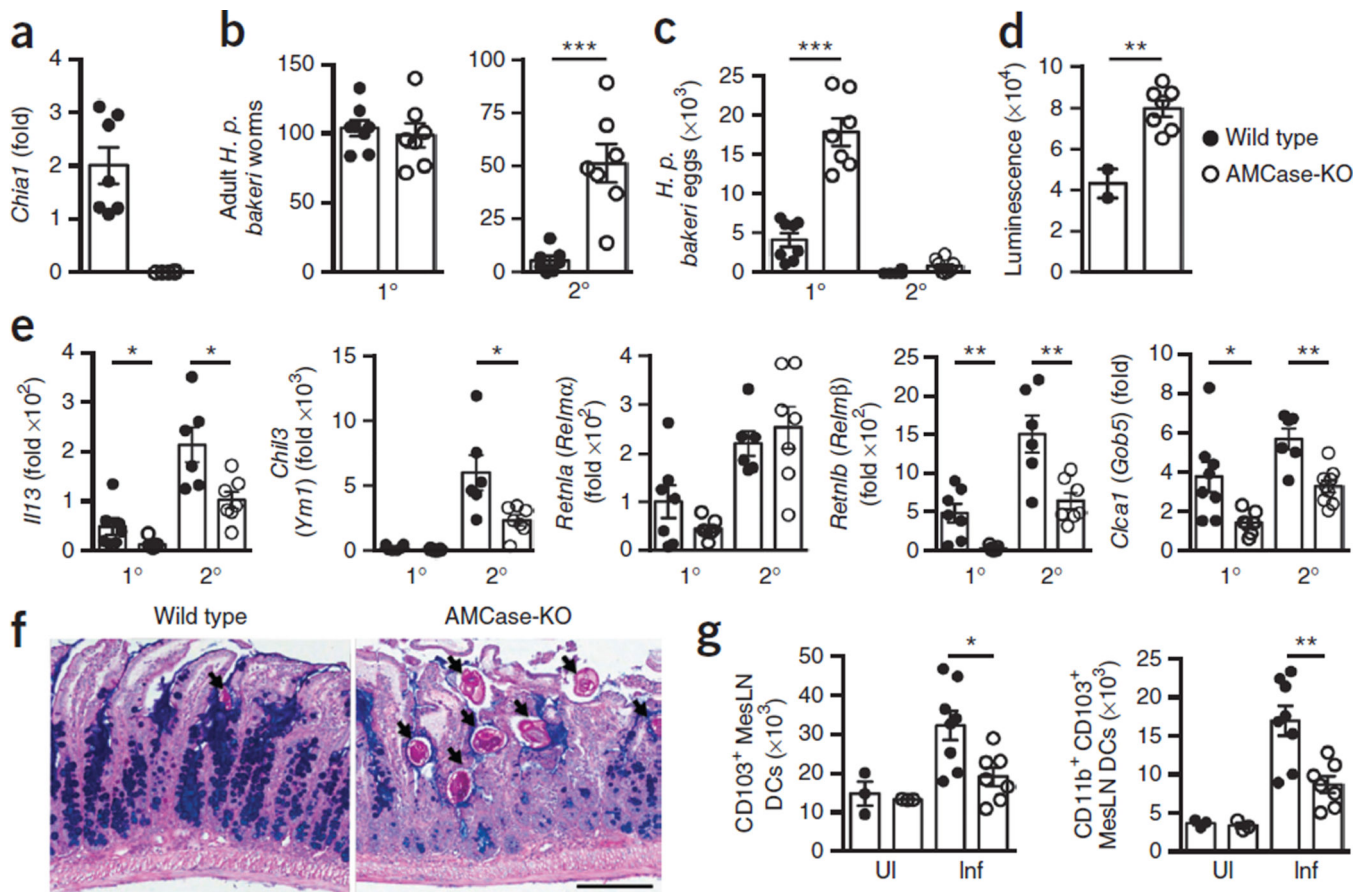 a
Chia1 (fold)
4
3
2
1
0
b
Adult H. p.
bakeri worms
150
100
50
0
1°
100
75
50
25
0
***
2°
c
H. p.
bakeri eggs (×10³)
25
20
15
10
5
0
***
1°
2°
d
Luminescence (×10⁴)
10
8
6
4
2
0
**
Wild type
AMCase-KO
e
Il13 (fold ×10²)
4
3
2
1
0
*
*
1°
2°
Chil3
(Ym1) (fold ×10³)
15
10
5
0
*
1°
2°
Retnla (Relmα)
(fold ×10²)
4
3
2
1
0
1°
2°
Retnlb (Relmβ)
(fold ×10²)
25
20
15
10
5
0
**
**
1°
2°
Clca1 (Gob5) (fold)
10
8
6
4
2
0
*
**
1°
2°
f
Wild type
AMCase-KO
g
CD103⁺ MesLN
DCs (×10³)
50
40
30
20
10
0
*
UI
Inf
CD11b⁺ CD103⁺
MesLN DCs (×10³)
25
20
15
10
5
0
**
UI
Inf